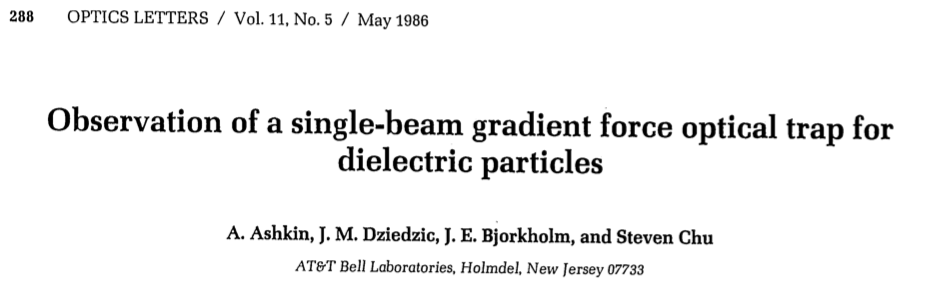 288 OPTICS LETTERS / Vol. 11, No. 5 / May 1986
Observation of a single-beam gradient force optical trap for
dielectric particles
A. Ashkin, J. M. Dziedzic, J. E. Bjorkholm, and Steven Chu
AT&T Bell Laboratories, Holmdel, New Jersey 07733